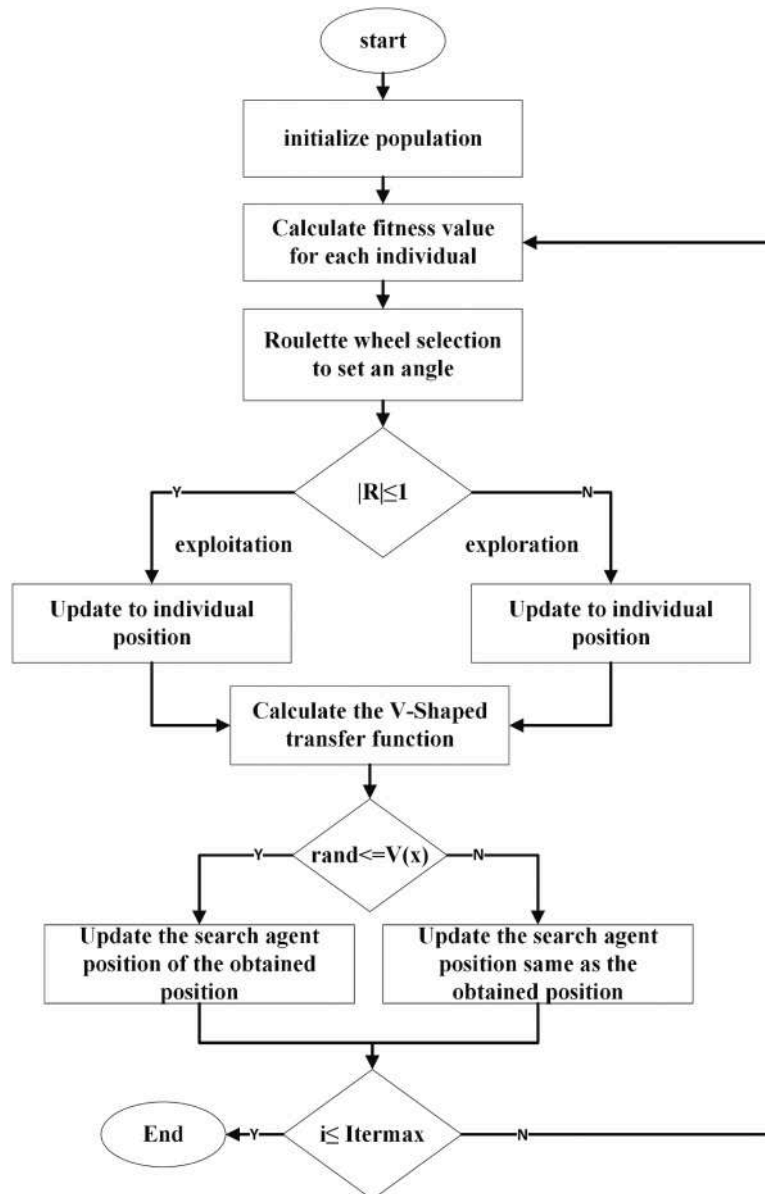 start
initialize population
Calculate fitness value
for each individual
Roulette wheel selection
to set an angle
|R|≤1
Y
N
exploitation
exploration
Update to individual
position
Update to individual
position
Calculate the V-Shaped
transfer function
rand<=V(x)
Y
N
Update the search agent
position of the obtained
position
Update the search agent
position same as the
obtained position
i≤ Itermax
Y
N
End